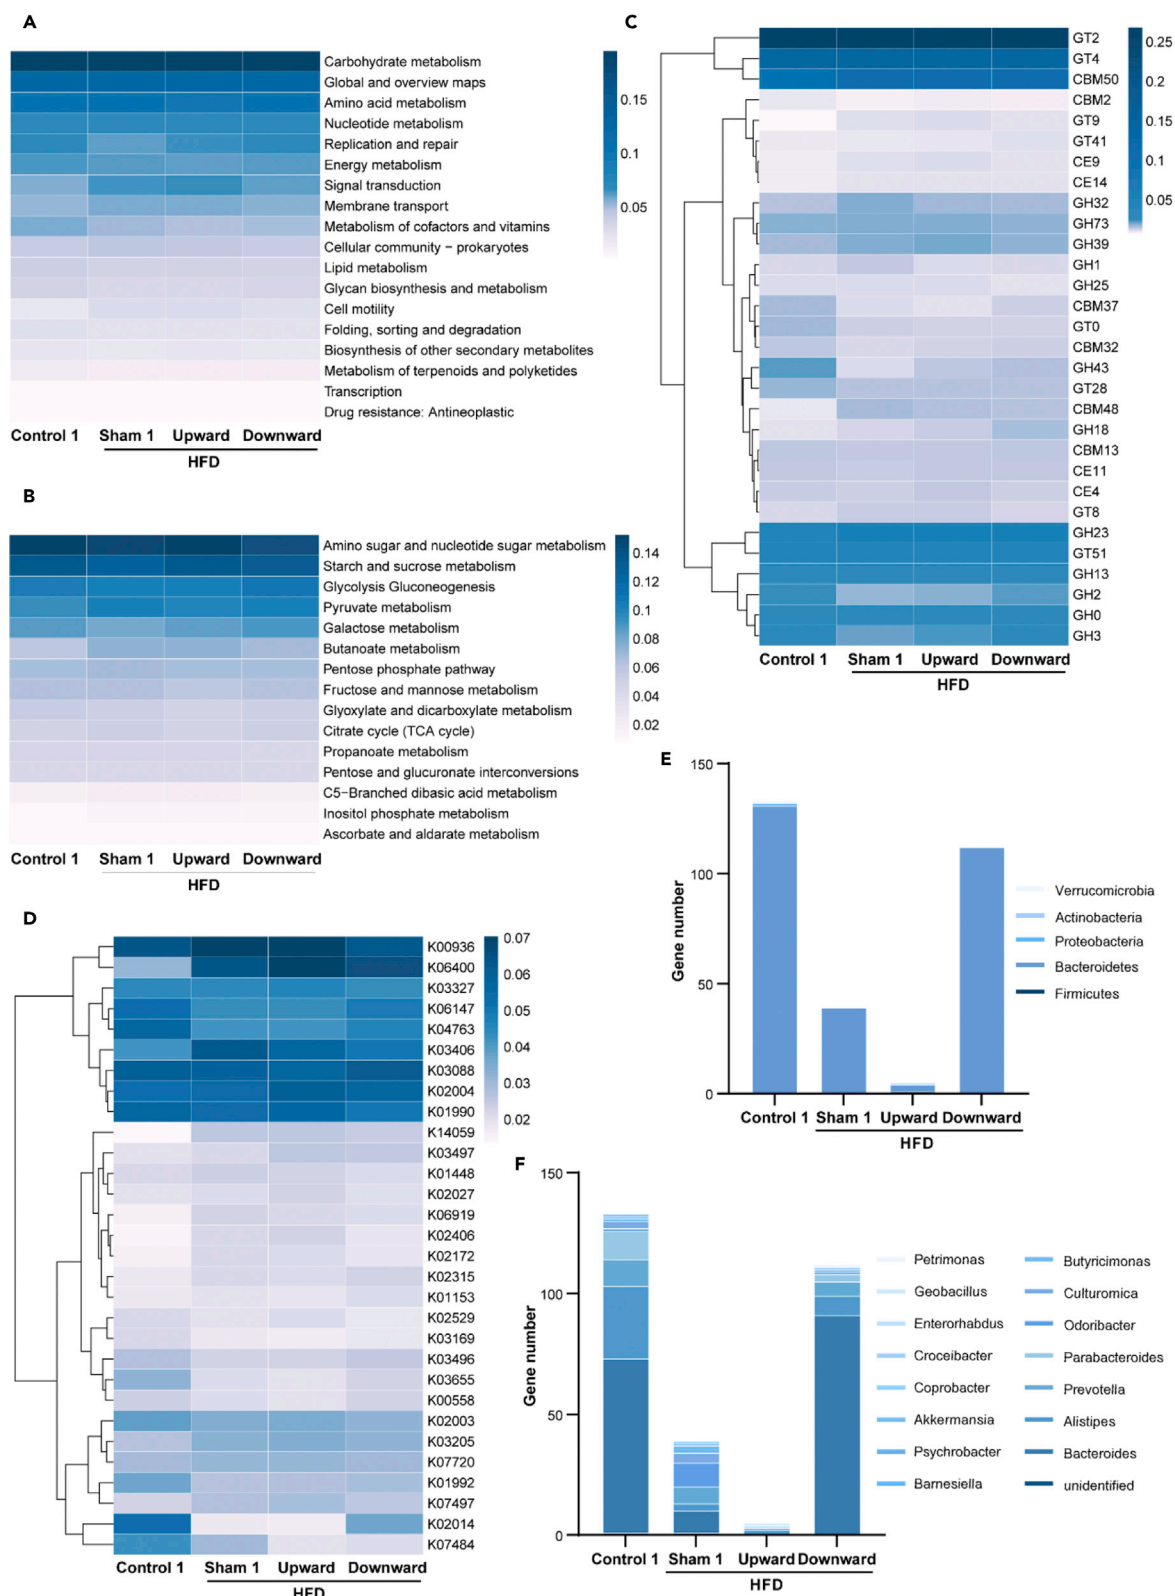 A
Carbohydrate metabolism
Global and overview maps
Amino acid metabolism
Nucleotide metabolism
Replication and repair
Energy metabolism
Signal transduction
Membrane transport
Metabolism of cofactors and vitamins
Cellular community − prokaryotes
Lipid metabolism
Glycan biosynthesis and metabolism
Cell motility
Folding, sorting and degradation
Biosynthesis of other secondary metabolites
Metabolism of terpenoids and polyketides
Transcription
Drug resistance: Antineoplastic
0.15
0.1
0.05
Control 1 Sham 1 Upward Downward
HFD
B
Amino sugar and nucleotide sugar metabolism
Starch and sucrose metabolism
Glycolysis Gluconeogenesis
Pyruvate metabolism
Galactose metabolism
Butanoate metabolism
Pentose phosphate pathway
Fructose and mannose metabolism
Glyoxylate and dicarboxylate metabolism
Citrate cycle (TCA cycle)
Propanoate metabolism
Pentose and glucuronate interconversions
C5−Branched dibasic acid metabolism
Inositol phosphate metabolism
Ascorbate and aldarate metabolism
0.14
0.12
0.1
0.08
0.06
0.04
0.02
Control 1 Sham 1 Upward Downward
HFD
C
GT2
GT4
CBM50
CBM2
GT9
GT41
CE9
CE14
GH32
GH73
GH39
GH1
GH25
CBM37
GT0
CBM32
GH43
GT28
CBM48
GH18
CBM13
CE11
CE4
GT8
GH23
GT51
GH13
GH2
GH0
GH3
0.25
0.2
0.15
0.1
0.05
Control 1 Sham 1 Upward Downward
HFD
D
K00936
K06400
K03327
K06147
K04763
K03406
K03088
K02004
K01990
K14059
K03497
K01448
K02027
K06919
K02406
K02172
K02315
K01153
K02529
K03169
K03496
K03655
K00558
K02003
K03205
K07720
K01992
K07497
K02014
K07484
0.07
0.06
0.05
0.04
0.03
0.02
Control 1 Sham 1 Upward Downward
HFD
E
150
100
50
0
Gene number
Verrucomicrobia
Actinobacteria
Proteobacteria
Bacteroidetes
Firmicutes
Control 1 Sham 1 Upward Downward
HFD
F
150
100
50
0
Gene number
Petrimonas
Geobacillus
Enterorhabdus
Croceibacter
Coprobacter
Akkermansia
Psychrobacter
Barnesiella
Butyricimonas
Culturomica
Odoribacter
Parabacteroides
Prevotella
Alistipes
Bacteroides
unidentified
Control 1 Sham 1 Upward Downward
HFD